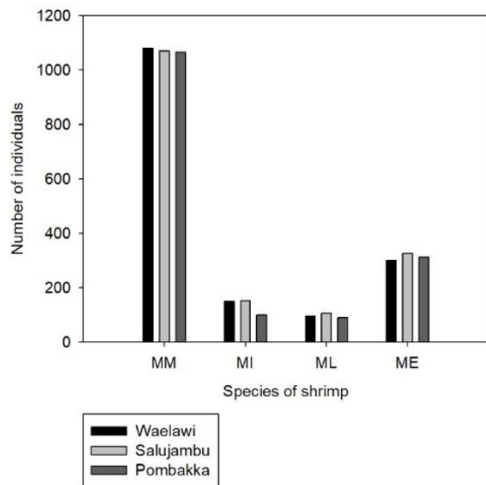 1200
1000
800
600
400
200
0
Number of individuals
MM MI ML ME
Species of shrimp
Waelawi
Salujambu
Pombakka